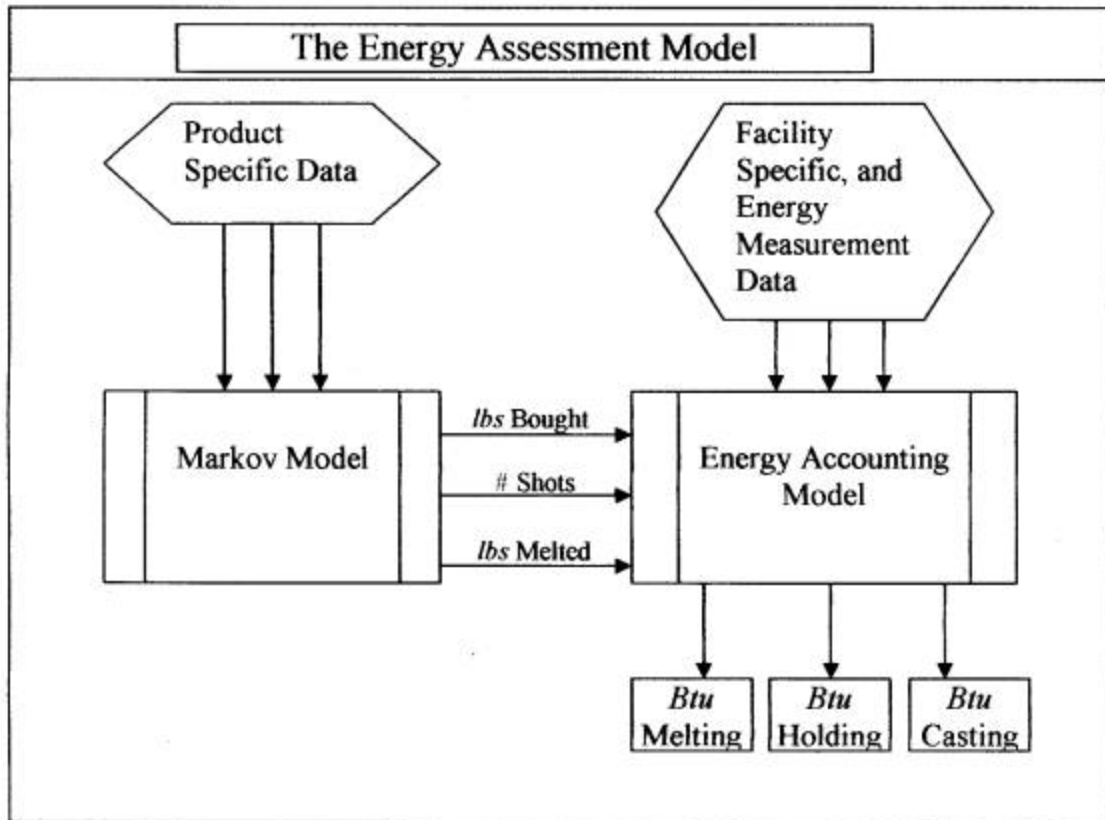 The Energy Assessment Model
Product
Specific Data
Facility
Specific, and
Energy
Measurement
Data
Markov Model
lbs Bought
# Shots
lbs Melted
Energy Accounting
Model
Btu
Melting
Btu
Holding
Btu
Casting